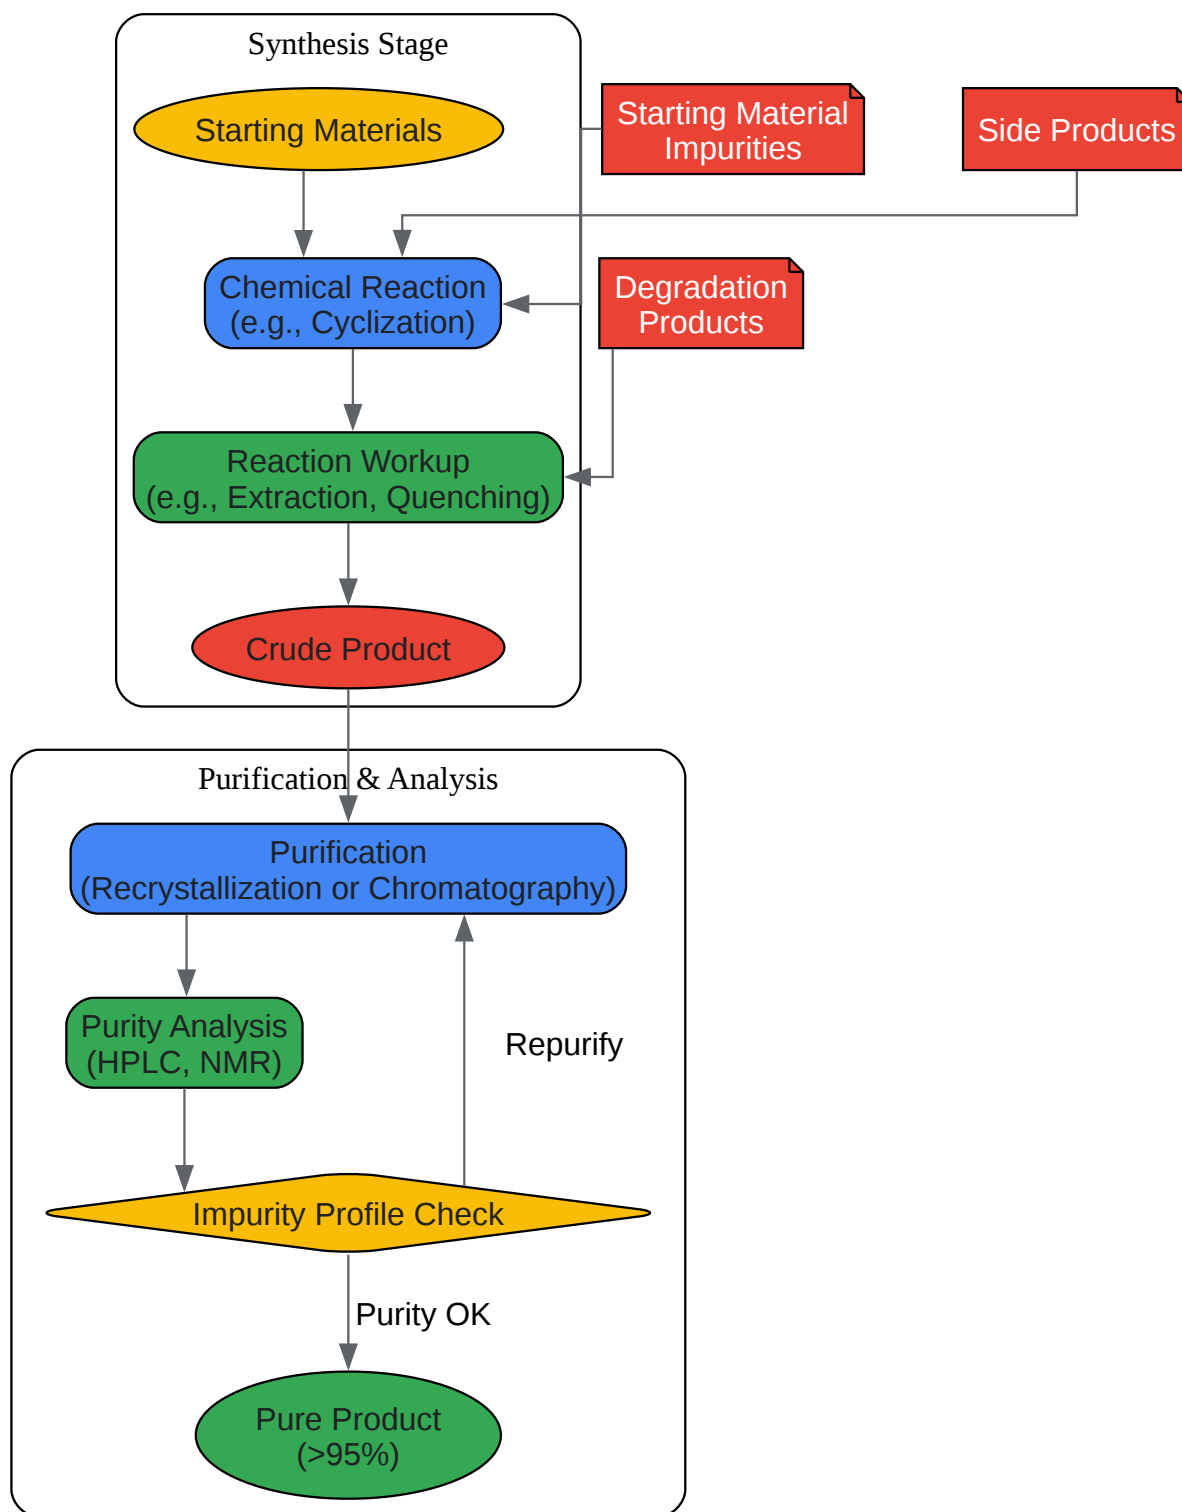 Synthesis Stage
Starting Materials
Starting Material
Impurities
Side Products
Chemical Reaction
(e.g., Cyclization)
Degradation
Products
Reaction Workup
(e.g., Extraction, Quenching)
Crude Product
Purification & Analysis
Purification
(Recrystallization or Chromatography)
Purity Analysis
(HPLC, NMR)
Repurify
Impurity Profile Check
Purity OK
Pure Product
(>95%)